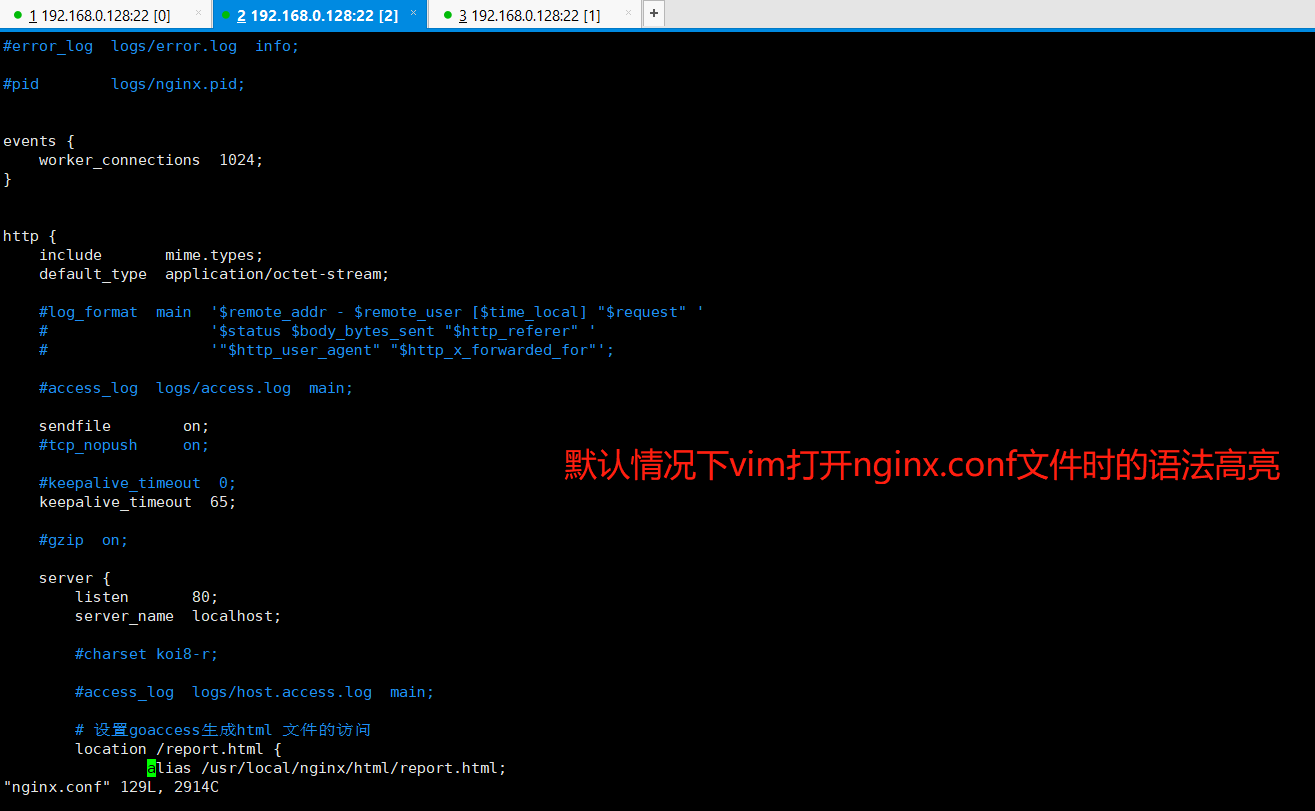 1 192.168.0.128:22 [0] × 2 192.168.0.128:22 [2] × 3 192.168.0.128:22 [1] × +
#error_log  logs/error.log  info;
#pid        logs/nginx.pid;
events {
    worker_connections  1024;
}
http {
    include       mime.types;
    default_type  application/octet-stream;
    #log_format  main  '$remote_addr - $remote_user [$time_local] "$request" '
    #                  '$status $body_bytes_sent "$http_referer" '
    #                  '"$http_user_agent" "$http_x_forwarded_for"';
    #access_log  logs/access.log  main;
    sendfile        on;
    #tcp_nopush     on;
默认情况下vim打开nginx.conf文件时的语法高亮
    #keepalive_timeout  0;
    keepalive_timeout  65;
    #gzip  on;
    server {
        listen       80;
        server_name  localhost;
        #charset koi8-r;
        #access_log  logs/host.access.log  main;
        # 设置goaccess生成html 文件的访问
        location /report.html {
                alias /usr/local/nginx/html/report.html;
"nginx.conf" 129L, 2914C